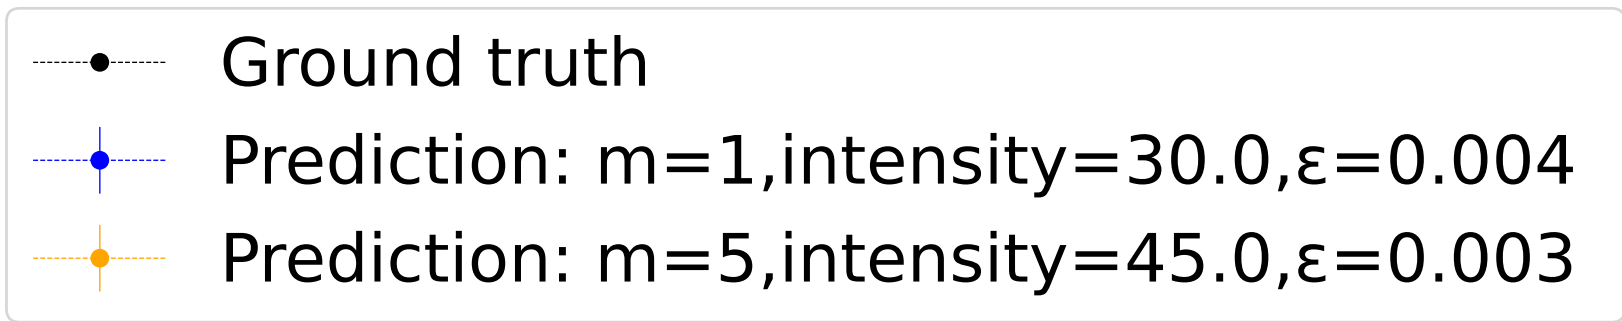 Ground truth
Prediction: m=1,intensity=30.0,ε=0.004
Prediction: m=5,intensity=45.0,ε=0.003